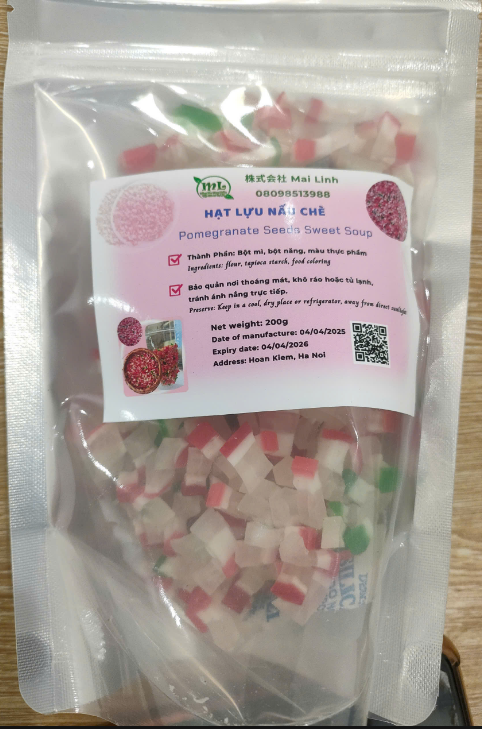 ML
株式会社 Mai Linh
08098513988
HẠT LỰU NẤU CHÈ
Pomegranate Seeds Sweet Soup
Thành Phần: Bột mì, bột năng, màu thực phẩm
Ingredients: flour, tapioca starch, food coloring
Bảo quản nơi thoáng mát, khô ráo hoặc tủ lạnh,
tránh ánh nắng trực tiếp.
Preserve: Keep in a cool, dry place or refrigerator, away from direct sunlight
Net weight: 200g
Date of manufacture: 04/04/2025
Expiry date: 04/04/2026
Address: Hoan Kiem, Ha Noi